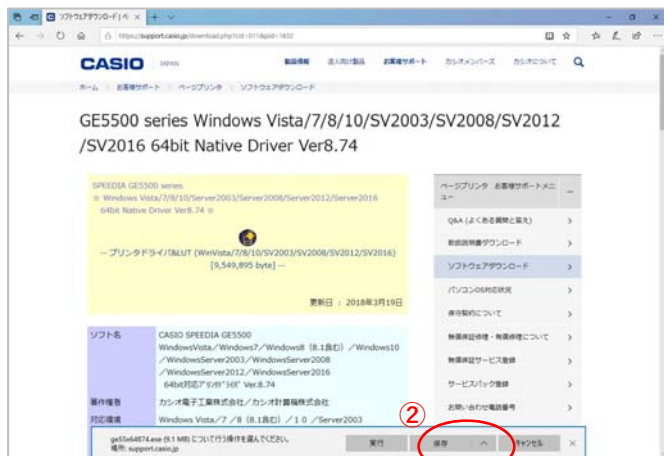 ソフトウェアダウンロード | ペ
https://support.casio.jp/download.php?cid=011&pid=1832
CASIO
JAPAN
製品情報
法人向け製品
お客様サポート
カシオメンバーズ
カシオについて
ホーム
お客様サポート
ページプリンタ
ソフトウェアダウンロード
GE5500 series Windows Vista/7/8/10/SV2003/SV2008/SV2012
/SV2016 64bit Native Driver Ver8.74
SPEEDIA GE5500 series
※ Windows Vista/7/8/10/Server2003/Server2008/Server2012/Server2016
64bit Native Driver Ver8.74 ※
-- プリンタドライバ&LUT (WinVista/7/8/10/SV2003/SV2008/SV2012/SV2016)
[9,549,895 byte] --
更新日 : 2018年3月19日
ソフト名
CASIO SPEEDIA GE5500
WindowsVista/Windows7/Windows8 (8.1含む) /Windows10
/WindowsServer2003/WindowsServer2008
/WindowsServer2012/WindowsServer2016
64bit対応プリンタドライバ Ver.8.74
著作権者
カシオ電子工業株式会社/カシオ計算機株式会社
対応環境
Windows Vista/7 /8 (8.1含む) /10 /Server2003
ページプリンタ お客様サポートメニ
ュー
Q&A (よくある質問と答え)
取扱説明書ダウンロード
ソフトウェアダウンロード
パソコンOS対応状況
保守契約について
無償保証修理・有償修理について
無償保証サービス登録
サービスパック登録
お問い合わせ電話番号
②
ge55x64874.exe (9.1 MB) について行う操作を選んでください。
場所: support.casio.jp
実行
保存
キャンセル